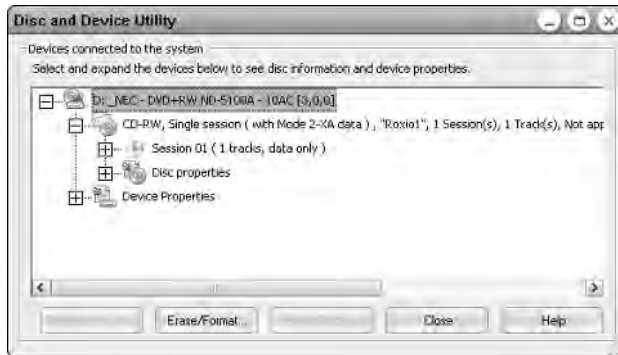 Disc and Device Utility
Devices connected to the system
Select and expand the devices below to see disc information and device properties.
D: _NEC - DVD+RW ND-5100A - 10AC [3,0,0]
CD-RW, Single session ( with Mode 2-XA data ) , "Roxio1", 1 Session(s), 1 Track(s), Not app
Session 01 ( 1 tracks, data only )
Disc properties
Device Properties
Erase/Format... Close Help